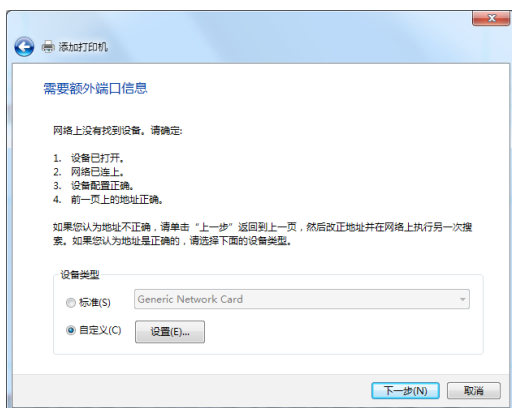 添加打印机
需要额外端口信息
网络上没有找到设备。请确定:
1. 设备已打开。
2. 网络已连上。
3. 设备配置正确。
4. 前一页上的地址正确。
如果您认为地址不正确，请单击“上一步”返回到上一页，然后改正地址并在网络上执行另一次搜
索。如果您认为地址是正确的，请选择下面的设备类型。
设备类型
标准(S) Generic Network Card
自定义(C) 设置(E)...
下一步(N) 取消